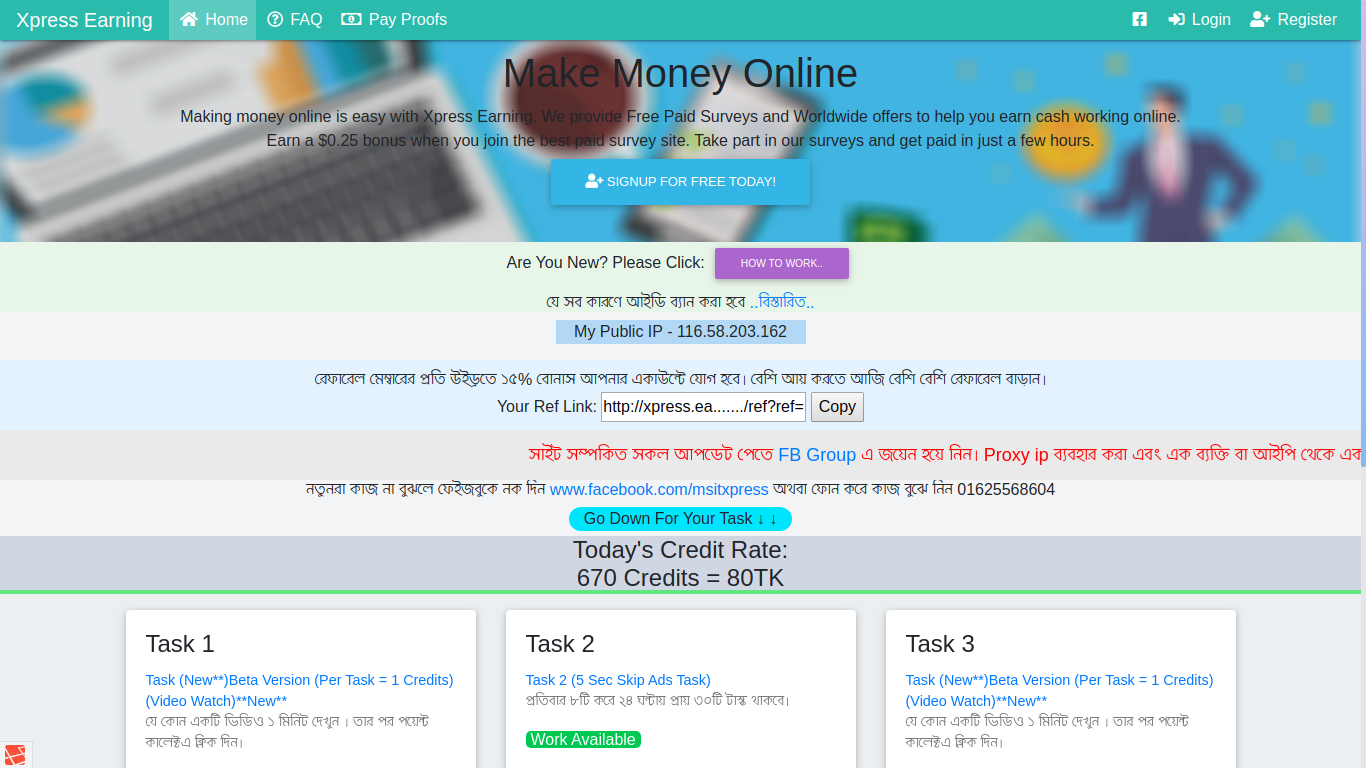 Xpress Earning Home FAQ Pay Proofs Login Register
Make Money Online
Making money online is easy with Xpress Earning. We provide Free Paid Surveys and Worldwide offers to help you earn cash working online.
Earn a $0.25 bonus when you join the best paid survey site. Take part in our surveys and get paid in just a few hours.
SIGNUP FOR FREE TODAY!
Are You New? Please Click: HOW TO WORK..
যে সব কারণে আইডি ব্যান করা হবে ..বিস্তারিত..
My Public IP - 116.58.203.162
রেফারেল মেম্বারের প্রতি উইড্রতে ১৫% বোনাস আপনার একাউন্টে যোগ হবে। বেশি আয় করতে আজি বেশি বেশি রেফারেল বাড়ান।
Your Ref Link: http://xpress.ea......./ref?ref= Copy
সাইট সম্পকিত সকল আপডেট পেতে FB Group এ জয়েন হয়ে নিন। Proxy ip ব্যবহার করা এবং এক ব্যক্তি বা আইপি থেকে এক
নতুনরা কাজ না বুঝলে ফেইজবুকে নক দিন www.facebook.com/msitxpress অথবা ফোন করে কাজ বুঝে নিন 01625568604
Go Down For Your Task ↓ ↓
Today's Credit Rate:
670 Credits = 80TK
Task 1
Task (New**)Beta Version (Per Task = 1 Credits)
(Video Watch)**New**
যে কোন একটি ভিডিও ১ মিনিট দেখুন । তার পর পয়েন্ট
কালেক্টএ ক্লিক দিন।
Task 2
Task 2 (5 Sec Skip Ads Task)
প্রতিবার ৮টি করে ২৪ ঘন্টায় প্রায় ৩০টি টাস্ক থাকবে।
Work Available
Task 3
Task (New**)Beta Version (Per Task = 1 Credits)
(Video Watch)**New**
যে কোন একটি ভিডিও ১ মিনিট দেখুন । তার পর পয়েন্ট
কালেক্টএ ক্লিক দিন।